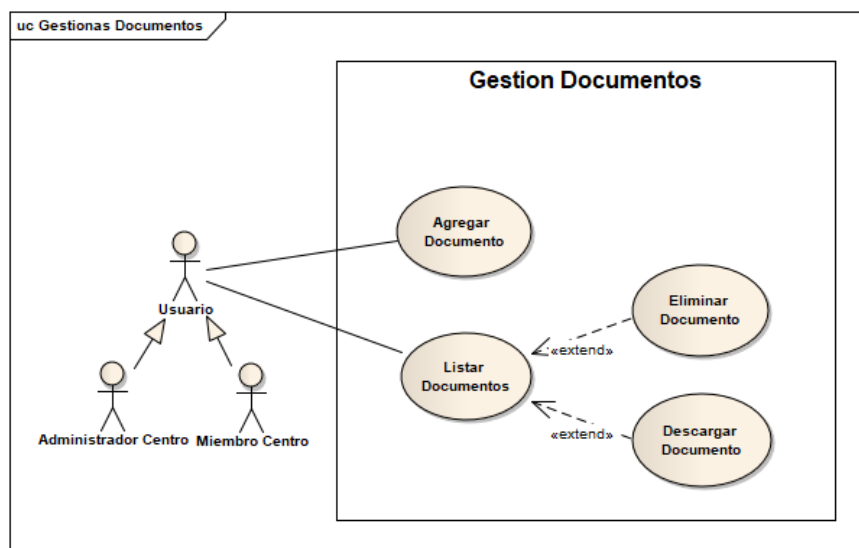 uc Gestionas Documentos
Gestion Documentos
Agregar
Documento
Usuario
Eliminar
Documento
«extend»
Listar
Documentos
Administrador Centro
Miembro Centro
«extend»
Descargar
Documento